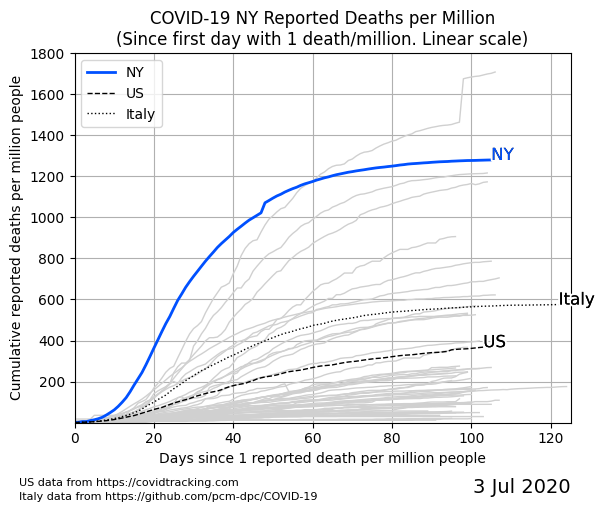 COVID-19 NY Reported Deaths per Million
(Since first day with 1 death/million. Linear scale)
NY
US
Italy
Cumulative reported deaths per million people
1800
1600
1400
1200
1000
800
600
400
200
NY
Italy
US
0 20 40 60 80 100 120
Days since 1 reported death per million people
US data from https://covidtracking.com
Italy data from https://github.com/pcm-dpc/COVID-19
3 Jul 2020